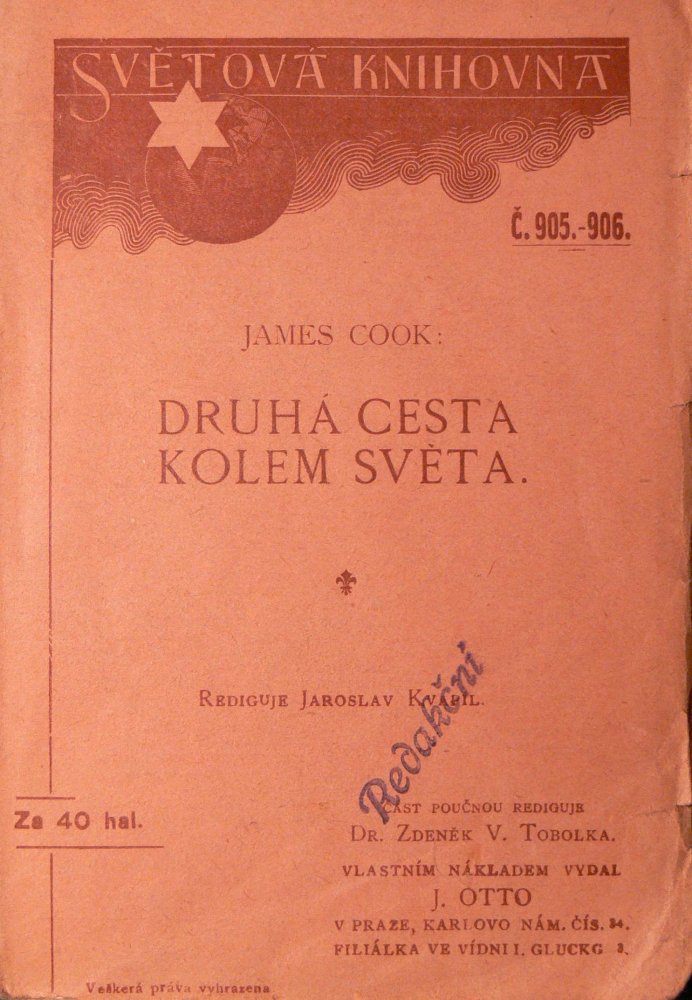 SVĚTOVÁ KNIHOVNA
Č. 905.-906.
JAMES COOK:
DRUHÁ CESTA
KOLEM SVĚTA.
REDIGUJE JAROSLAV KVAPIL.
Redakční
ČÁST POUČNOU REDIGUJE
DR. ZDENĚK V. TOBOLKA.
Za 40 hal.
VLASTNÍM NÁKLADEM VYDAL
J. OTTO
V PRAZE, KARLOVO NÁM. ČÍS. 34.
FILIÁLKA VE VÍDNI I. GLUCKG 3.
Veškerá práva vyhrazena